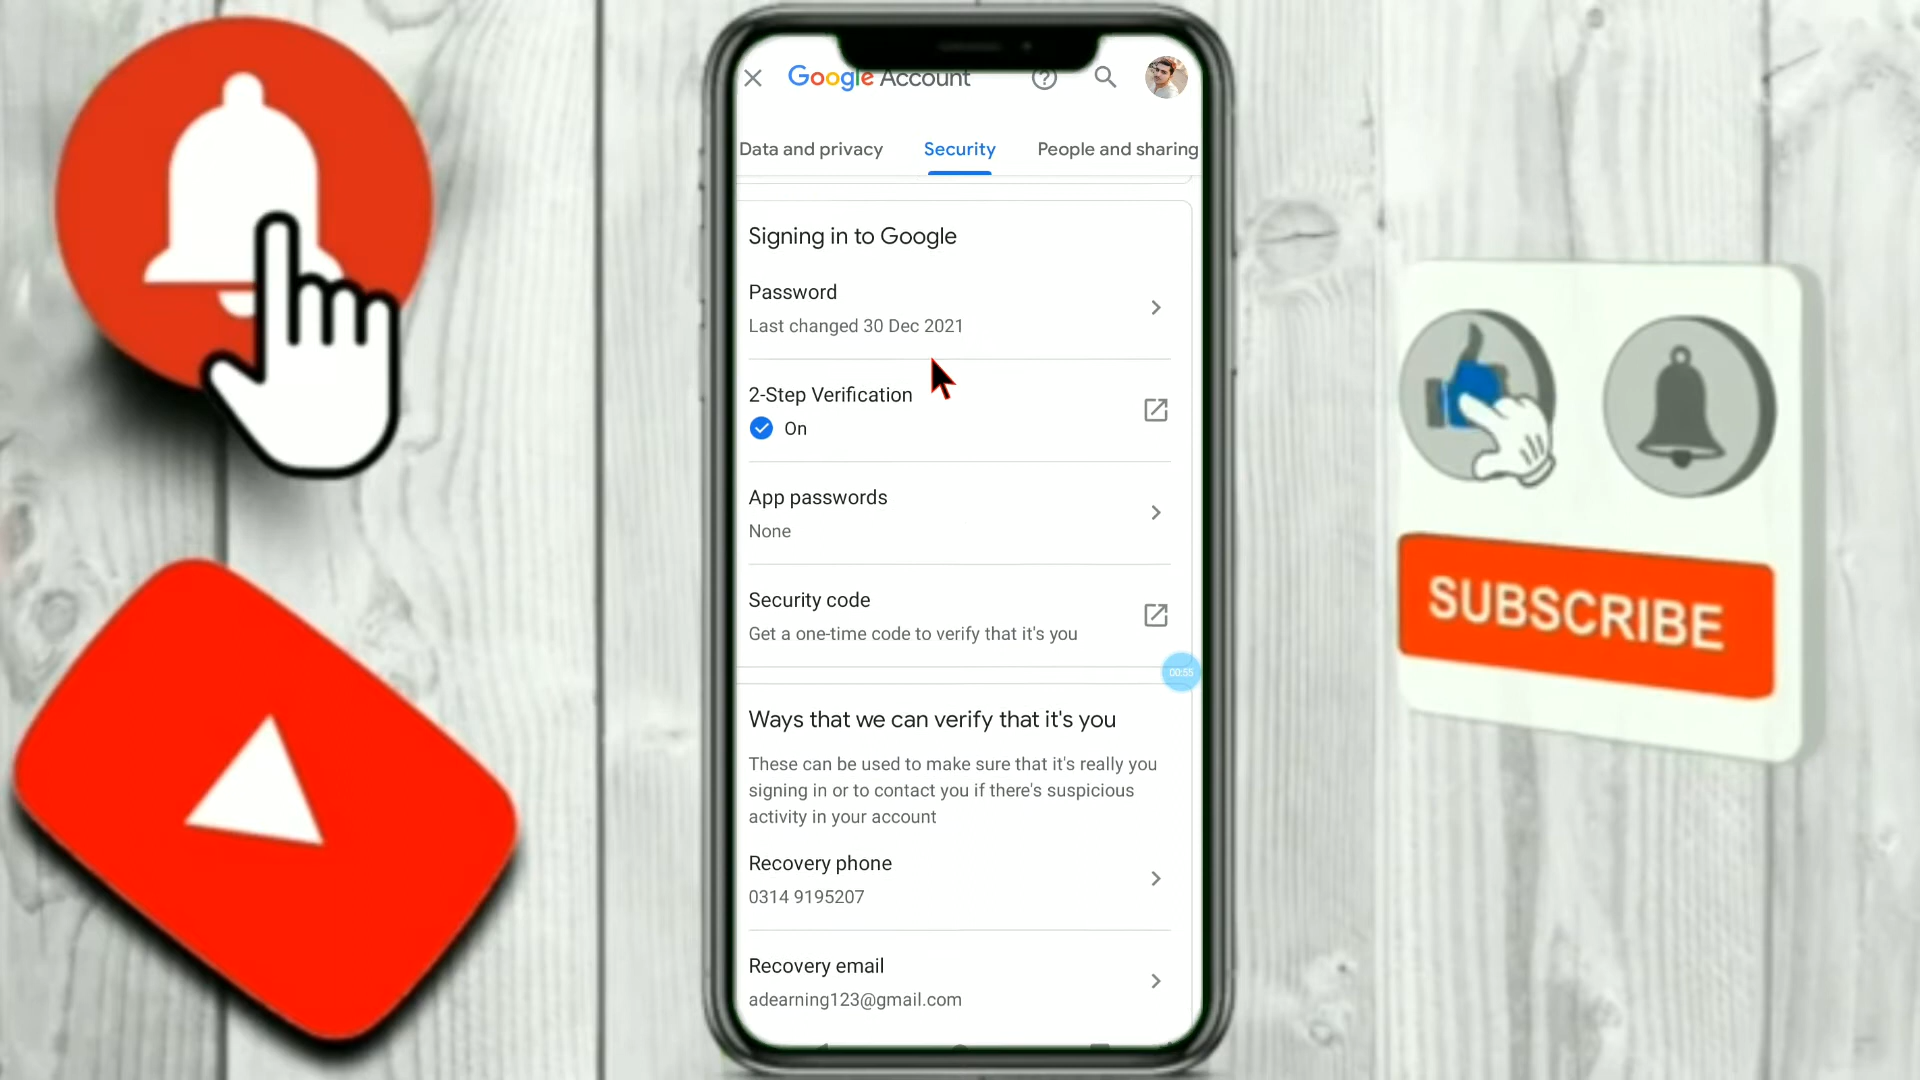 Google Account
Data and privacy Security People and sharing
Signing in to Google
Password
Last changed 30 Dec 2021
2-Step Verification
On
App passwords
None
Security code
Get a one-time code to verify that it's you
00:55
Ways that we can verify that it's you
These can be used to make sure that it's really you
signing in or to contact you if there's suspicious
activity in your account
Recovery phone
0314 9195207
Recovery email
adearning123@gmail.com
SUBSCRIBE